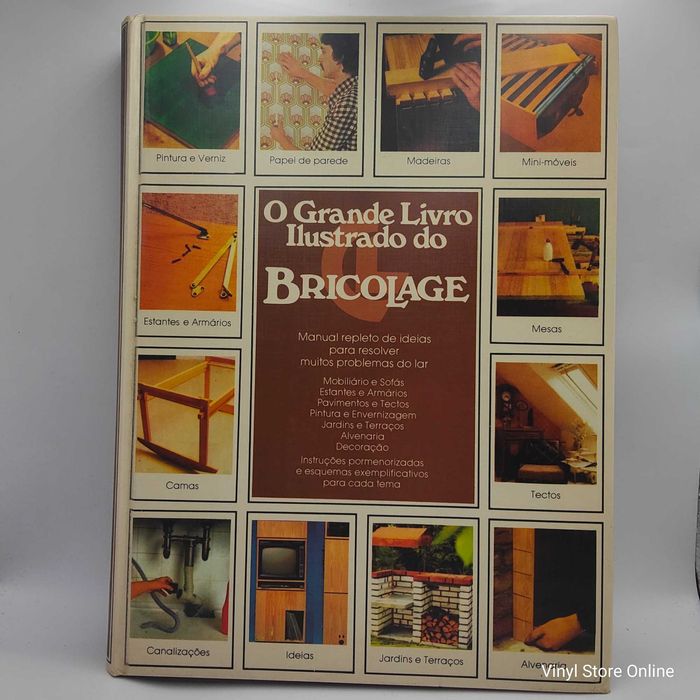 Pintura e Verniz
Papel de parede
Madeiras
Mini-móveis
O Grande Livro
Ilustrado do
BRICOLAGE
Manual repleto de ideias
para resolver
muitos problemas do lar
Mobiliário e Sofás
Estantes e Armários
Pavimentos e Tectos
Pintura e Envernizagem
Jardins e Terraços
Alvenaria
Decoração
Instruções pormenorizadas
e esquemas exemplificativos
para cada tema
Estantes e Armários
Mesas
Camas
Tectos
Canalizações
Ideias
Jardins e Terraços
Alvenaria
Vinyl Store Online